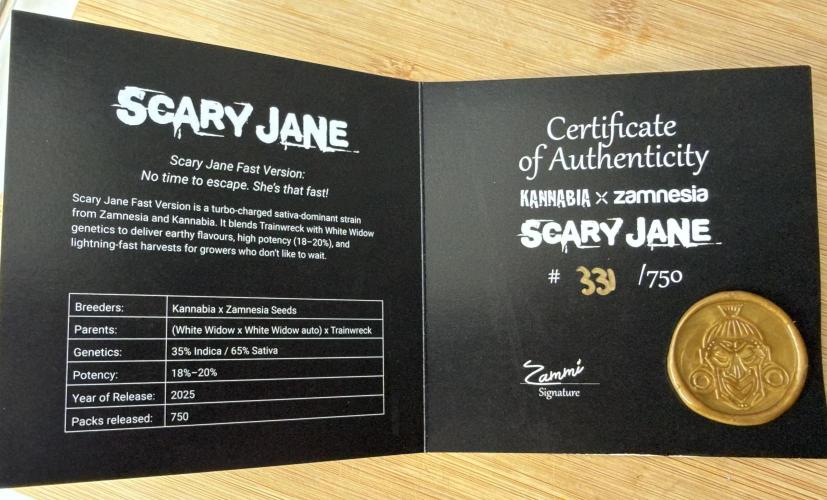 SCARY JANE
Scary Jane Fast Version:
No time to escape. She's that fast!
Scary Jane Fast Version is a turbo-charged sativa-dominant strain
from Zamnesia and Kannabia. It blends Trainwreck with White Widow
genetics to deliver earthy flavours, high potency (18–20%), and
lightning-fast harvests for growers who don't like to wait.
Breeders: Kannabia x Zamnesia Seeds
Parents: (White Widow x White Widow auto) x Trainwreck
Genetics: 35% Indica / 65% Sativa
Potency: 18%–20%
Year of Release: 2025
Packs released: 750
Certificate
of Authenticity
KANNABIA x zamnesia
SCARY JANE
# 331 /750
Zammi
Signature